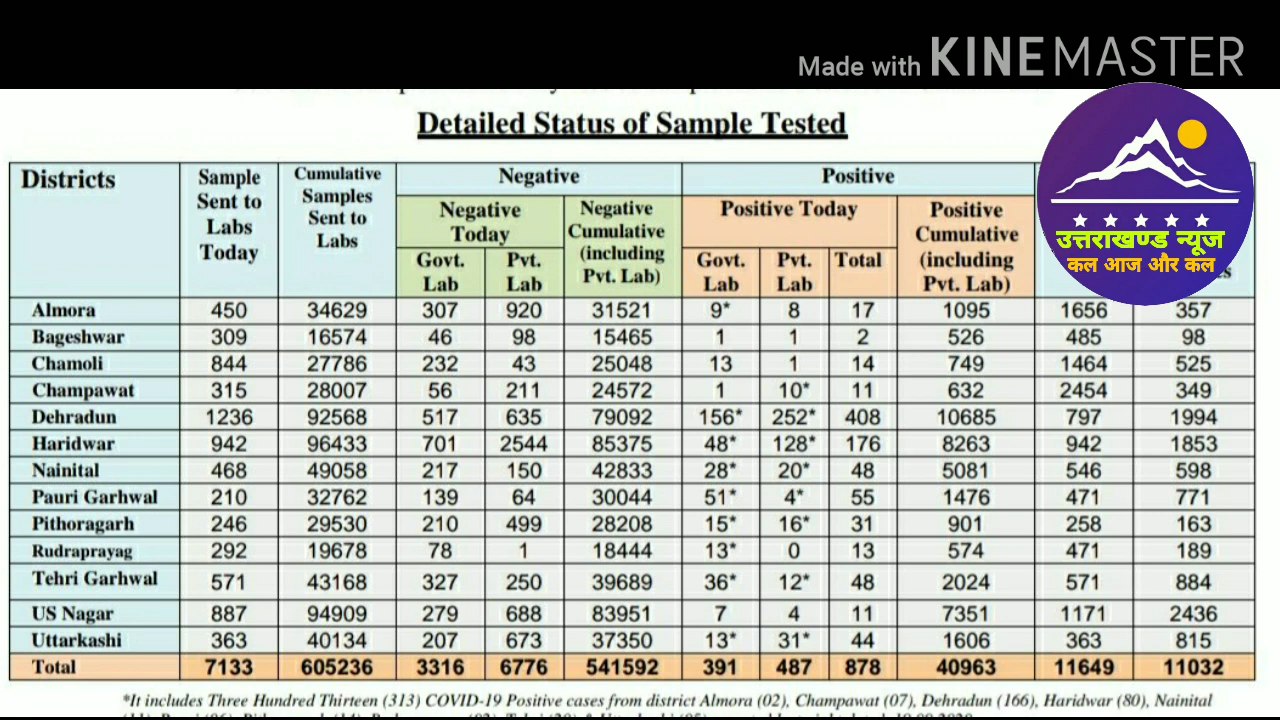 Made with KINEMASTER
Detailed Status of Sample Tested
उत्तराखण्ड न्यूज
कल आज और कल
Districts Sample Sent to Labs Today Cumulative Samples Sent to Labs Negative Positive
Negative Today Negative Cumulative (including Pvt. Lab) Positive Today Positive Cumulative (including Pvt. Lab)
Govt. Lab Pvt. Lab Govt. Lab Pvt. Lab Total
Almora 450 34629 307 920 31521 9* 8 17 1095 1656 357
Bageshwar 309 16574 46 98 15465 1 1 2 526 485 98
Chamoli 844 27786 232 43 25048 13 1 14 749 1464 525
Champawat 315 28007 56 211 24572 1 10* 11 632 2454 349
Dehradun 1236 92568 517 635 79092 156* 252* 408 10685 797 1994
Haridwar 942 96433 701 2544 85375 48* 128* 176 8263 942 1853
Nainital 468 49058 217 150 42833 28* 20* 48 5081 546 598
Pauri Garhwal 210 32762 139 64 30044 51* 4* 55 1476 471 771
Pithoragarh 246 29530 210 499 28208 15* 16* 31 901 258 163
Rudraprayag 292 19678 78 1 18444 13* 0 13 574 471 189
Tehri Garhwal 571 43168 327 250 39689 36* 12* 48 2024 571 884
US Nagar 887 94909 279 688 83951 7 4 11 7351 1171 2436
Uttarkashi 363 40134 207 673 37350 13* 31* 44 1606 363 815
Total 7133 605236 3316 6776 541592 391 487 878 40963 11649 11032
*It includes Three Hundred Thirteen (313) COVID-19 Positive cases from district Almora (02), Champawat (07), Dehradun (166), Haridwar (80), Nainital